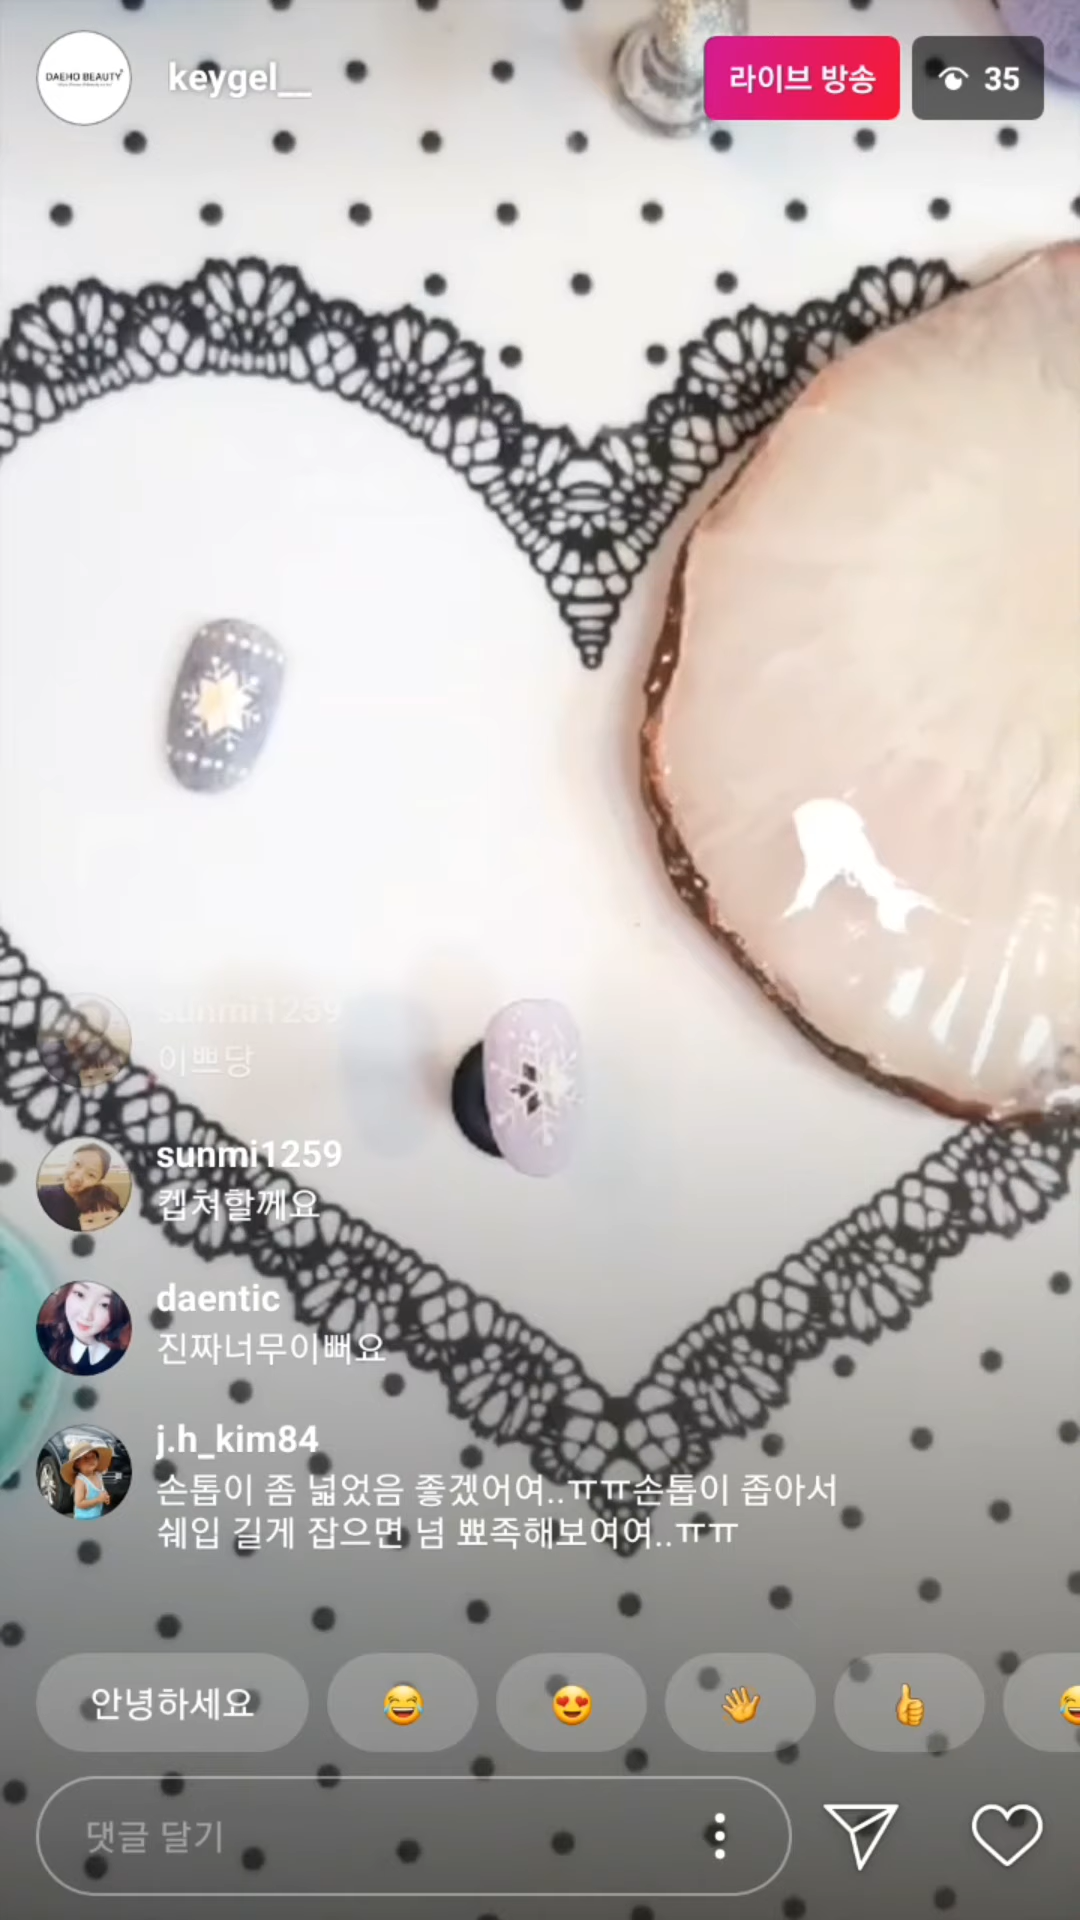 DAEHO BEAUTY
keygel__
라이브 방송
35
sunmi1259
이쁘당
sunmi1259
켑쳐할께요
daentic
진짜너무이뻐요
j.h_kim84
손톱이 좀 넓었음 좋겠어여..ㅠㅠ손톱이 좁아서
쉐입 길게 잡으면 넘 뾰족해보여여..ㅠㅠ
안녕하세요
댓글 달기